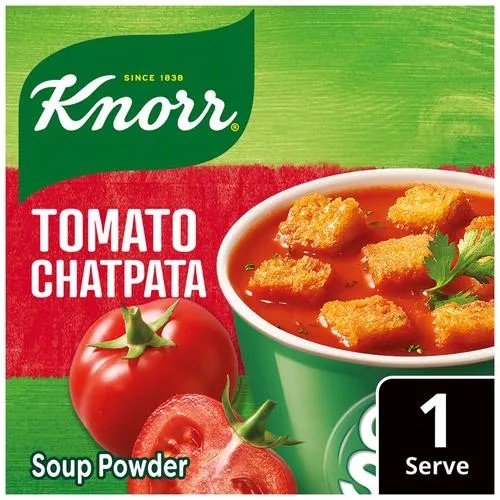 SINCE 1838
Knorr®
TOMATO
CHATPATA
Soup Powder
1
Serve